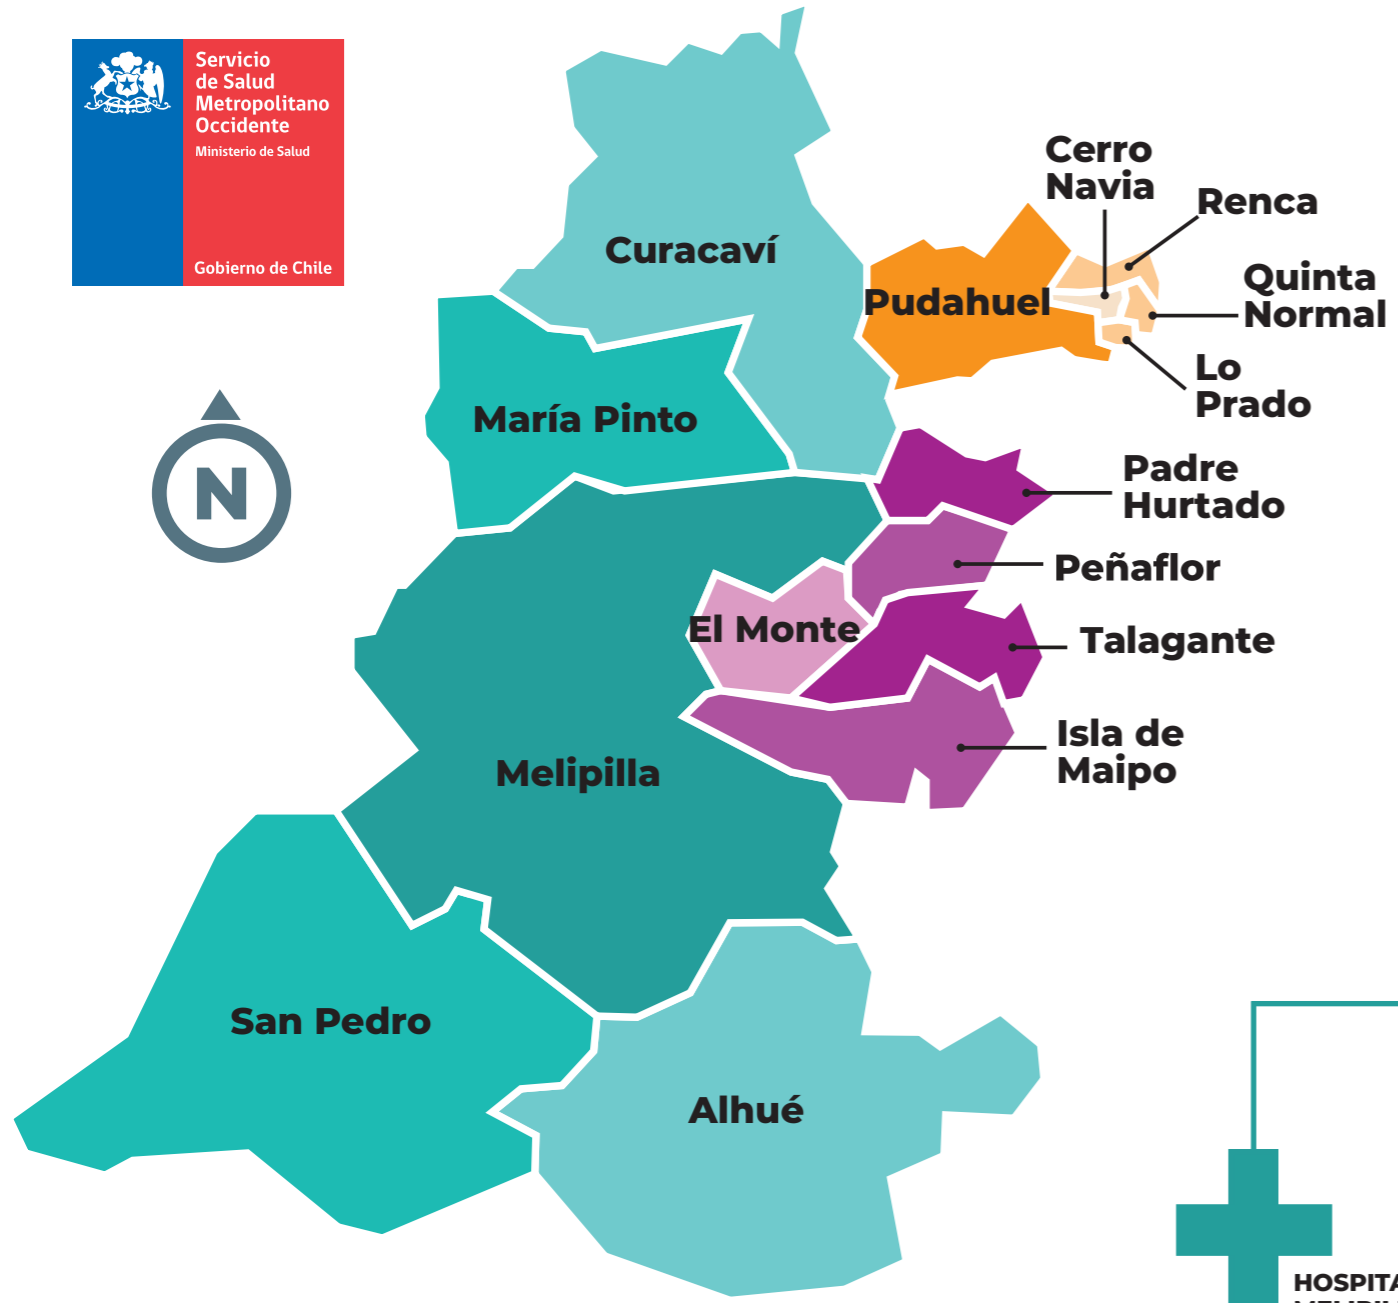 Servicio
de Salud
Metropolitano
Occidente
Ministerio de Salud
Gobierno de Chile
N
Curacaví
Cerro
Navia
Renca
Pudahuel
Quinta
Normal
Lo
Prado
María Pinto
Padre
Hurtado
Peñaflor
El Monte
Talagante
Isla de
Maipo
Melipilla
San Pedro
Alhué